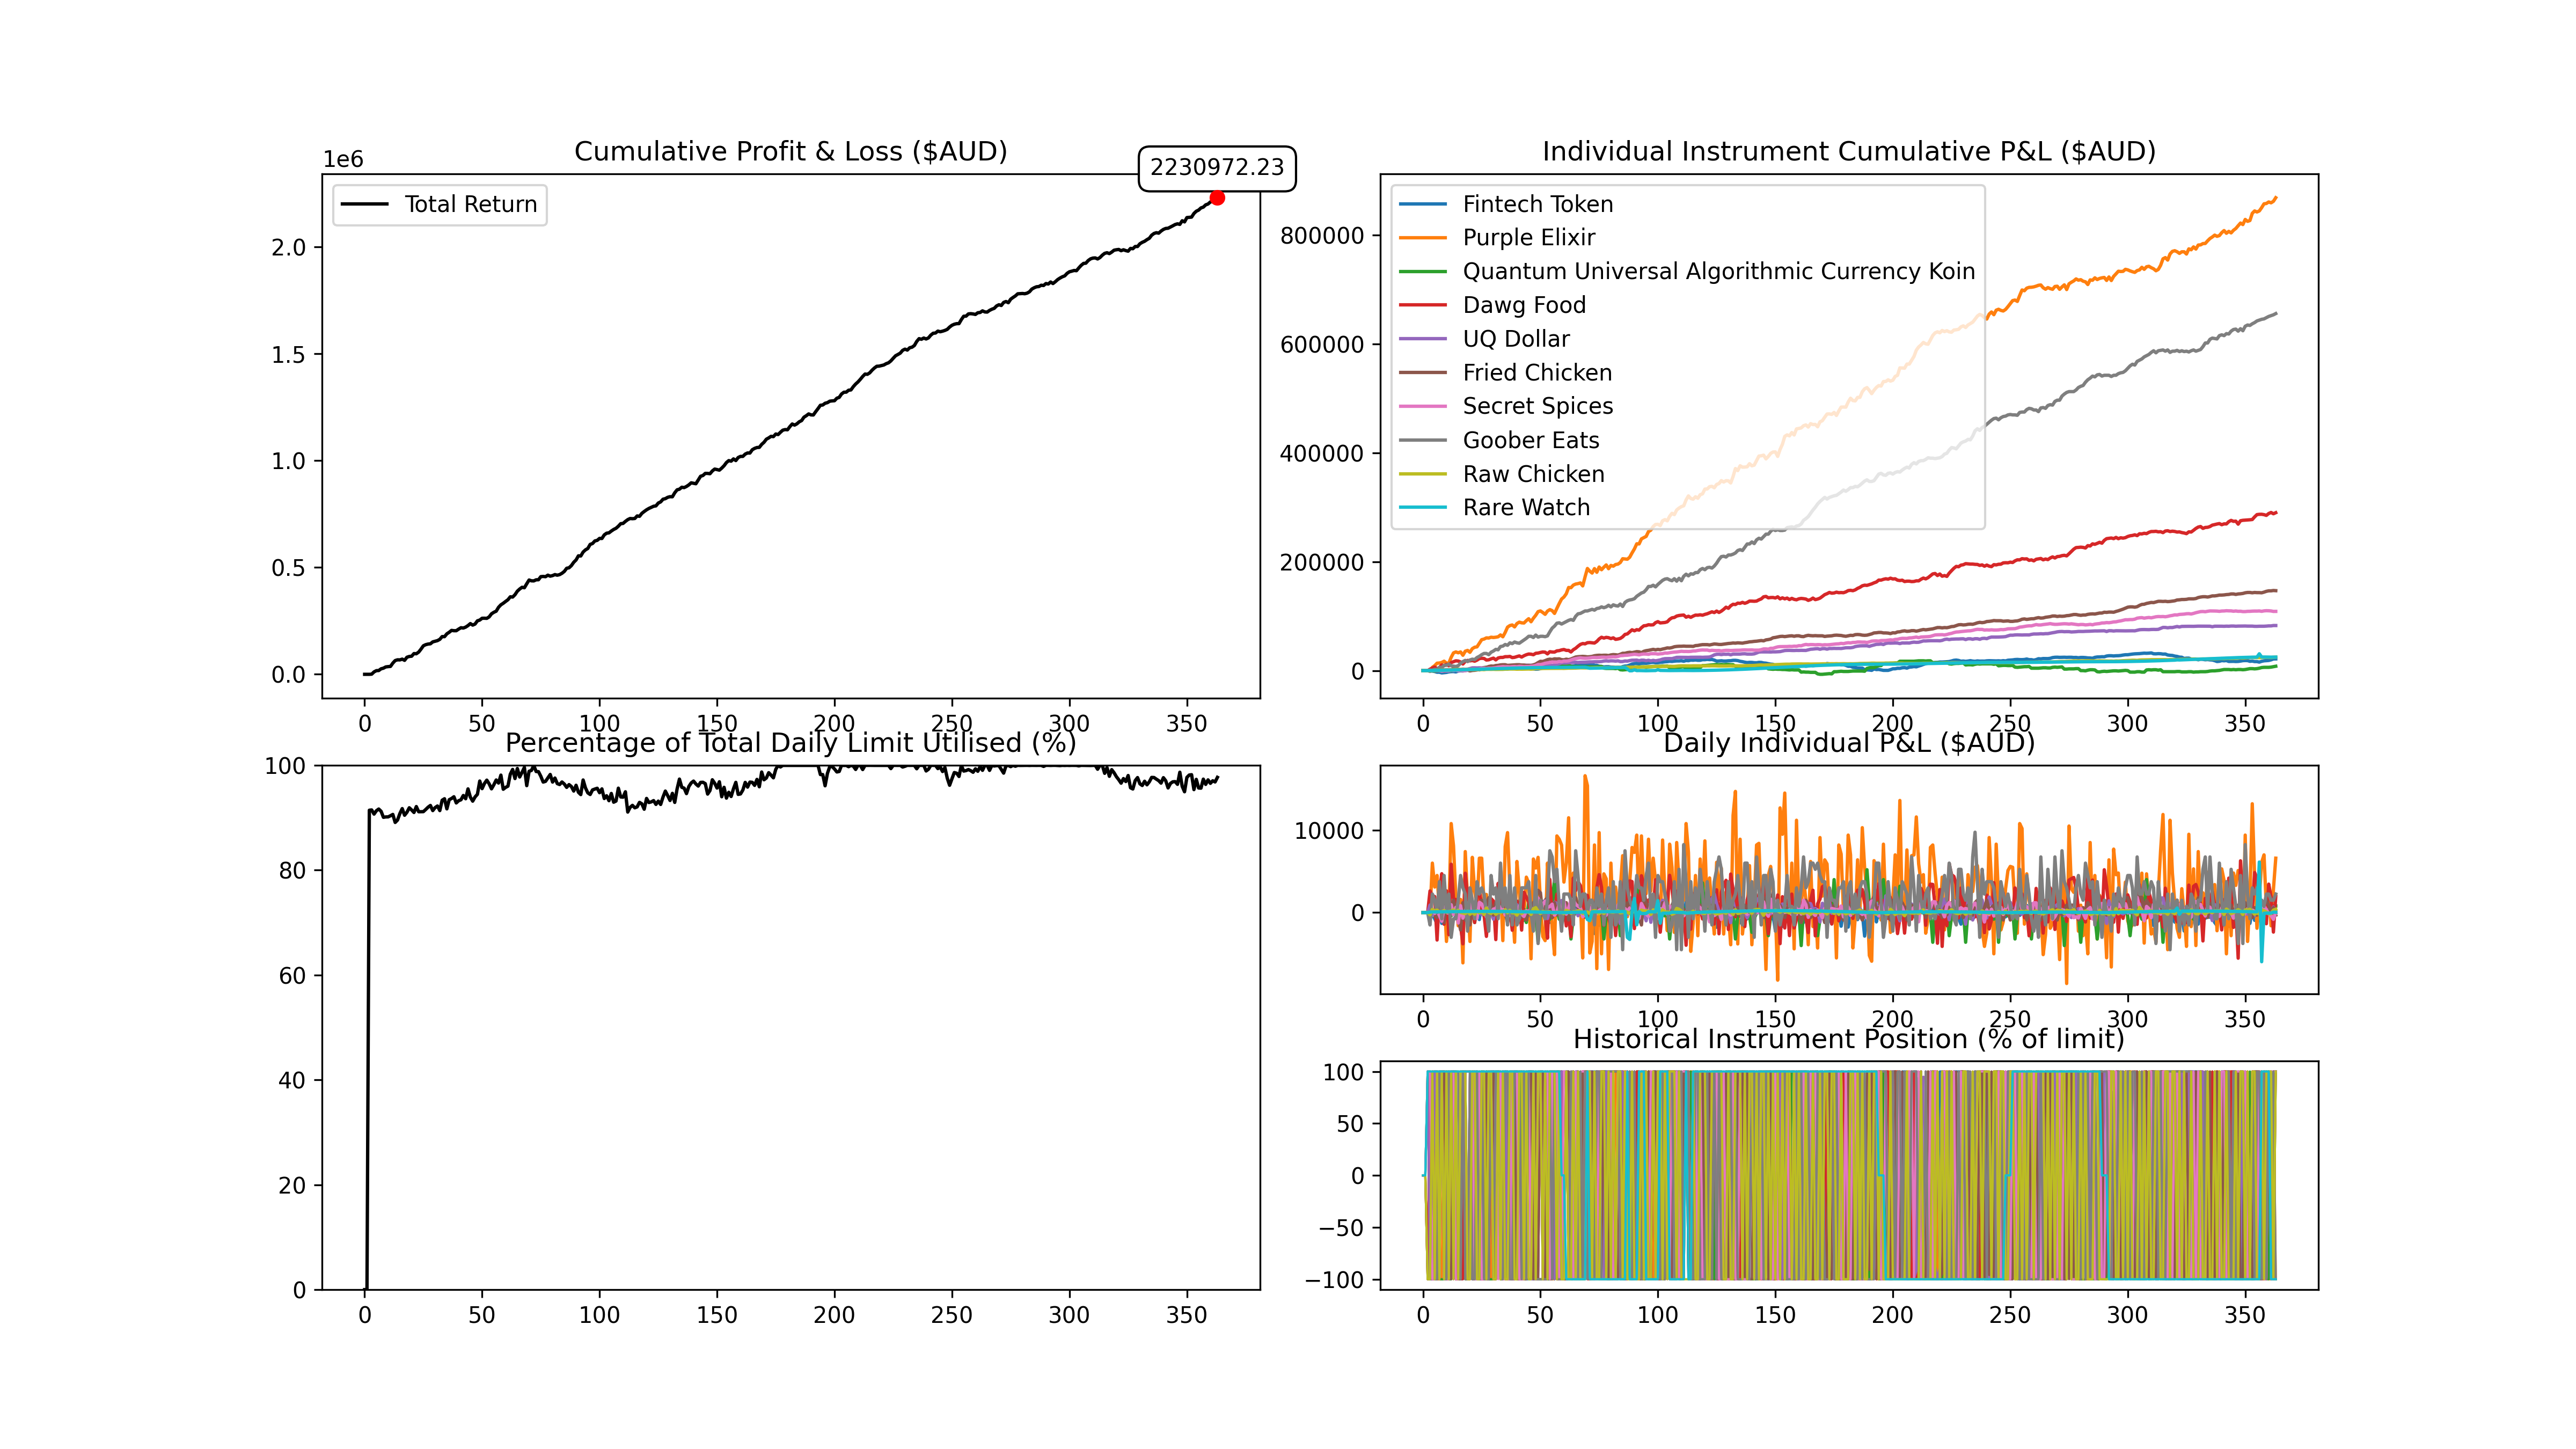 Cumulative Profit & Loss ($AUD)
1e6
2230972.23
Total Return
2.0
1.5
1.0
0.5
0.0
0 50 100 150 200 250 300 350
Individual Instrument Cumulative P&L ($AUD)
Fintech Token
Purple Elixir
Quantum Universal Algorithmic Currency Koin
Dawg Food
UQ Dollar
Fried Chicken
Secret Spices
Goober Eats
Raw Chicken
Rare Watch
800000
600000
400000
200000
0
0 50 100 150 200 250 300 350
Percentage of Total Daily Limit Utilised (%)
100
80
60
40
20
0
0 50 100 150 200 250 300 350
Daily Individual P&L ($AUD)
10000
0
0 50 100 150 200 250 300 350
Historical Instrument Position (% of limit)
100
50
0
−50
−100
0 50 100 150 200 250 300 350